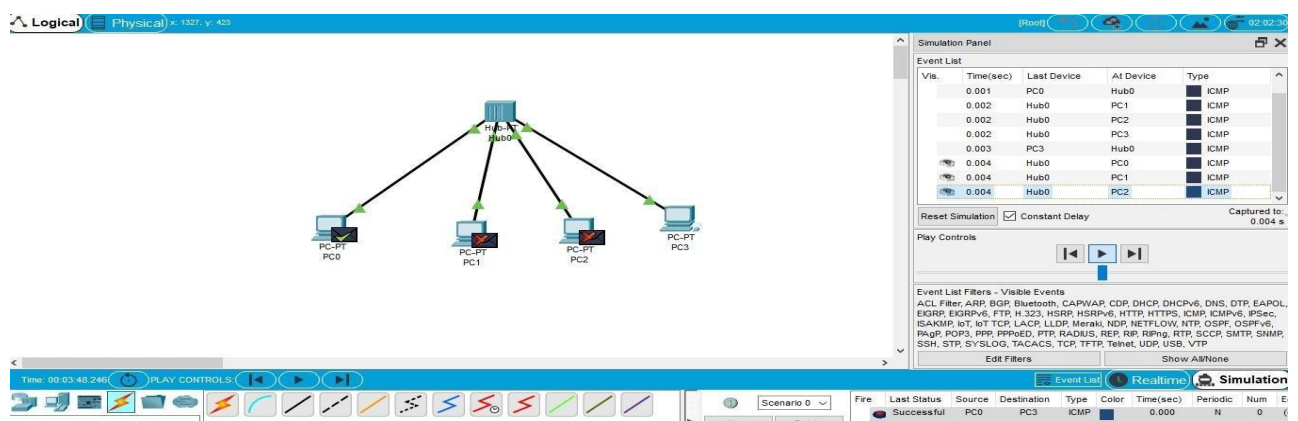 Logical Physical x: 1327, y: 423 [Root] 02:02:30
Simulation Panel
Event List
Vis. Time(sec) Last Device At Device Type
0.001 PC0 Hub0 ICMP
0.002 Hub0 PC1 ICMP
0.002 Hub0 PC2 ICMP
0.002 Hub0 PC3 ICMP
0.003 PC3 Hub0 ICMP
0.004 Hub0 PC0 ICMP
0.004 Hub0 PC1 ICMP
0.004 Hub0 PC2 ICMP
Reset Simulation Constant Delay Captured to:
0.004 s
Play Controls
Event List Filters - Visible Events
ACL Filter, ARP, BGP, Bluetooth, CAPWAP, CDP, DHCP, DHCPv6, DNS, DTP, EAPOL,
EIGRP, EIGRPv6, FTP, H.323, HSRP, HSRPv6, HTTP, HTTPS, ICMP, ICMPv6, IPSec,
ISAKMP, IoT, IoT TCP, LACP, LLDP, Meraki, NDP, NETFLOW, NTP, OSPF, OSPFv6,
PAgP, POP3, PPP, PPPoED, PTP, RADIUS, REP, RIP, RIPng, RTP, SCCP, SMTP, SNMP,
SSH, STP, SYSLOG, TACACS, TCP, TFTP, Telnet, UDP, USB, VTP
Edit Filters Show All/None
Hub-PT
Hub0
PC-PT
PC0
PC-PT
PC1
PC-PT
PC2
PC-PT
PC3
Time: 00:03:48.246 PLAY CONTROLS: Event List Realtime Simulation
Scenario 0
Fire Last Status Source Destination Type Color Time(sec) Periodic Num
Successful PC0 PC3 ICMP 0.000 N 0